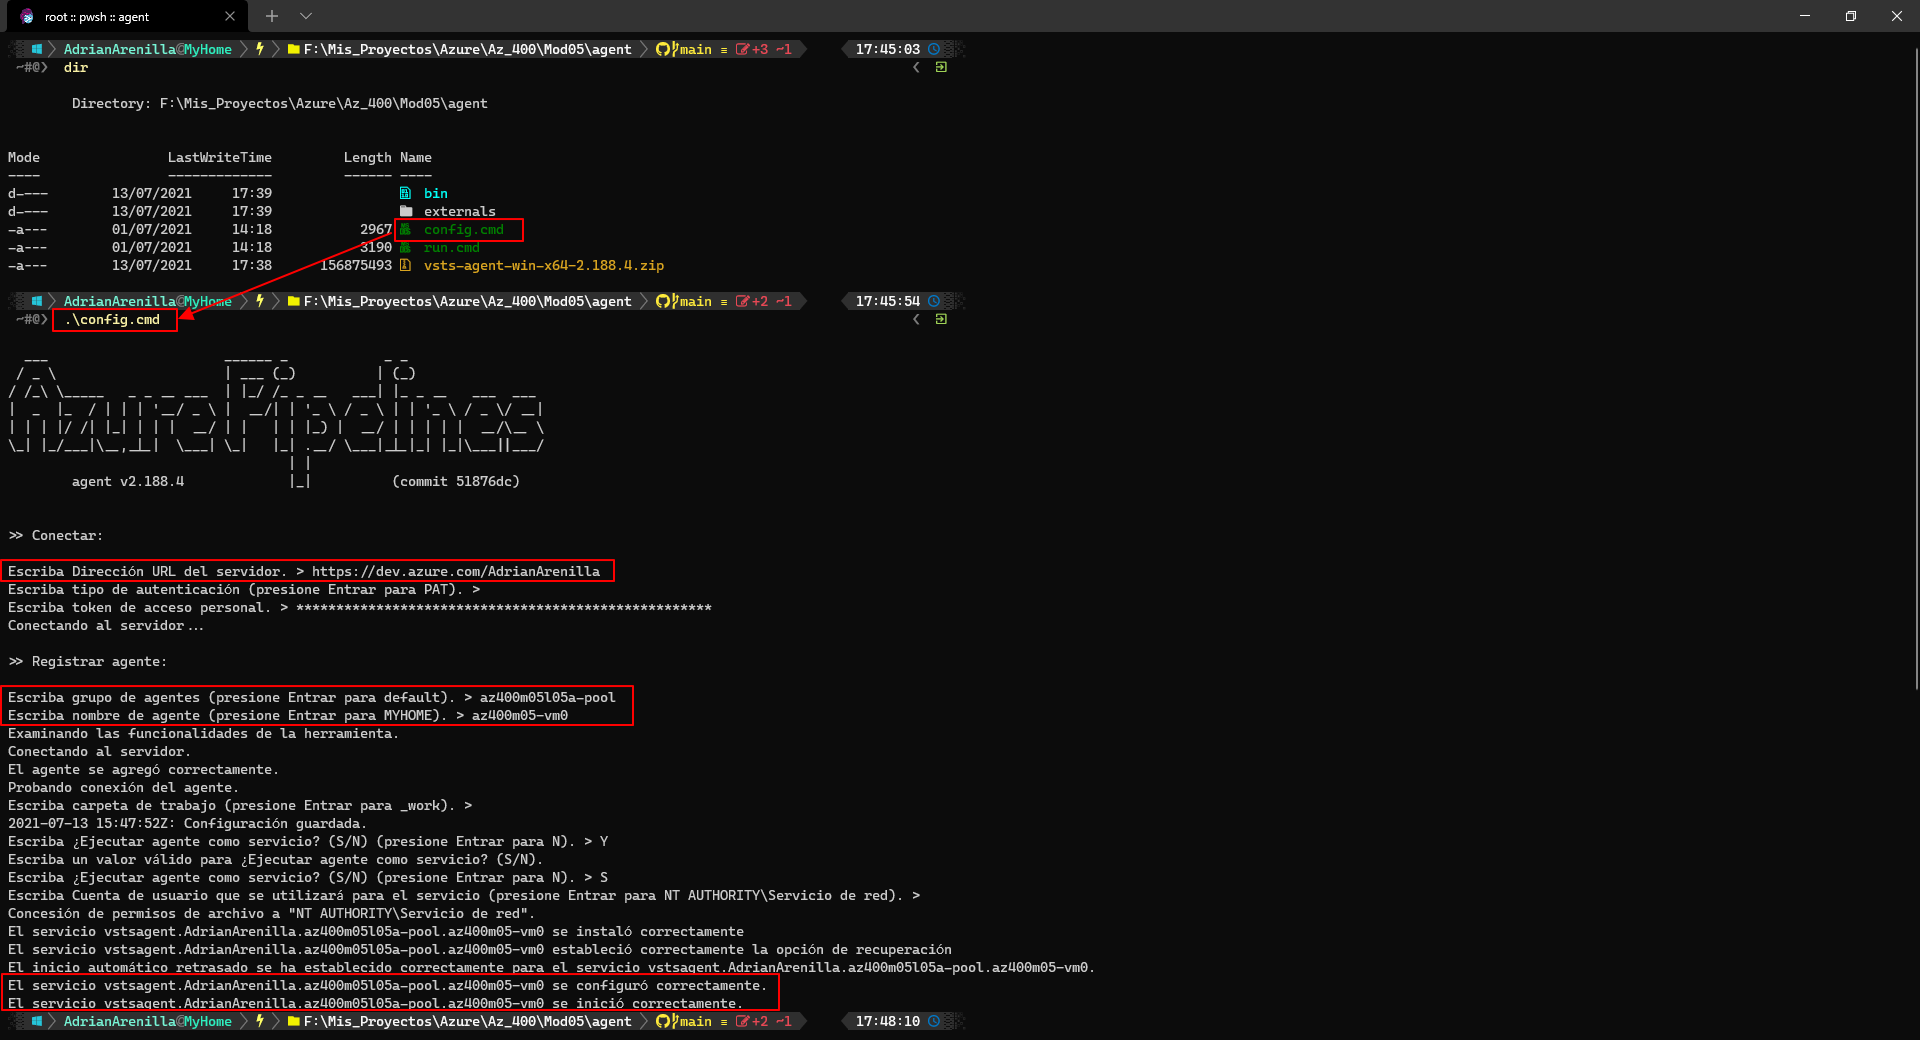 root :: pwsh :: agent
AdrianArenilla@MyHome F:\Mis_Proyectos\Azure\Az_400\Mod05\agent main ≡ +3 ~1 17:45:03
~#@❯ dir
Directory: F:\Mis_Proyectos\Azure\Az_400\Mod05\agent
Mode LastWriteTime Length Name
---- ------------- ------ ----
d---- 13/07/2021 17:39 bin
d---- 13/07/2021 17:39 externals
-a--- 01/07/2021 14:18 2967 config.cmd
-a--- 01/07/2021 14:18 3190 run.cmd
-a--- 13/07/2021 17:38 156875493 vsts-agent-win-x64-2.188.4.zip
AdrianArenilla@MyHome F:\Mis_Proyectos\Azure\Az_400\Mod05\agent main ≡ +2 ~1 17:45:54
~#@❯ .\config.cmd
Azure Pipelines
agent v2.188.4 (commit 51876dc)
>> Conectar:
Escriba Dirección URL del servidor. > https://dev.azure.com/AdrianArenilla
Escriba tipo de autenticación (presione Entrar para PAT). >
Escriba token de acceso personal. > ****************************************************
Conectando al servidor...
>> Registrar agente:
Escriba grupo de agentes (presione Entrar para default). > az400m05l05a-pool
Escriba nombre de agente (presione Entrar para MYHOME). > az400m05-vm0
Examinando las funcionalidades de la herramienta.
Conectando al servidor.
El agente se agregó correctamente.
Probando conexión del agente.
Escriba carpeta de trabajo (presione Entrar para _work). >
2021-07-13 15:47:52Z: Configuración guardada.
Escriba ¿Ejecutar agente como servicio? (S/N) (presione Entrar para N). > Y
Escriba un valor válido para ¿Ejecutar agente como servicio? (S/N).
Escriba ¿Ejecutar agente como servicio? (S/N) (presione Entrar para N). > S
Escriba Cuenta de usuario que se utilizará para el servicio (presione Entrar para NT AUTHORITY\Servicio de red). >
Concesión de permisos de archivo a "NT AUTHORITY\Servicio de red".
El servicio vstsagent.AdrianArenilla.az400m05l05a-pool.az400m05-vm0 se instaló correctamente
El servicio vstsagent.AdrianArenilla.az400m05l05a-pool.az400m05-vm0 estableció correctamente la opción de recuperación
El inicio automático retrasado se ha establecido correctamente para el servicio vstsagent.AdrianArenilla.az400m05l05a-pool.az400m05-vm0.
El servicio vstsagent.AdrianArenilla.az400m05l05a-pool.az400m05-vm0 se configuró correctamente.
El servicio vstsagent.AdrianArenilla.az400m05l05a-pool.az400m05-vm0 se inició correctamente.
AdrianArenilla@MyHome F:\Mis_Proyectos\Azure\Az_400\Mod05\agent main ≡ +2 ~1 17:48:10